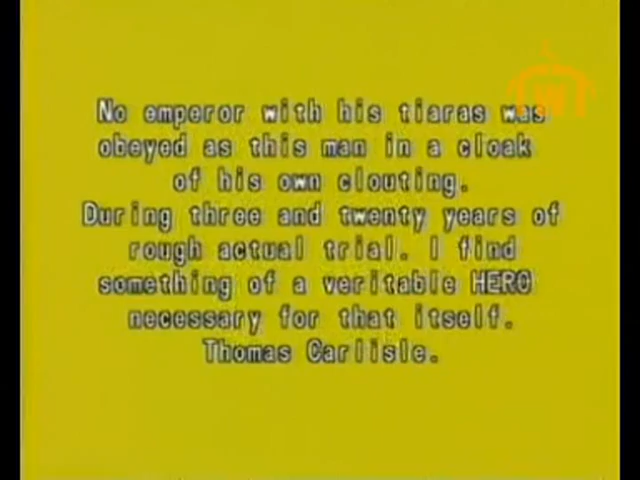 No emperor with his tiaras was
obeyed as this man in a cloak
of his own clouting.
During three and twenty years of
rough actual trial. I find
something of a veritable HERO
necessary for that itself.
Thomas Carlisle.
W